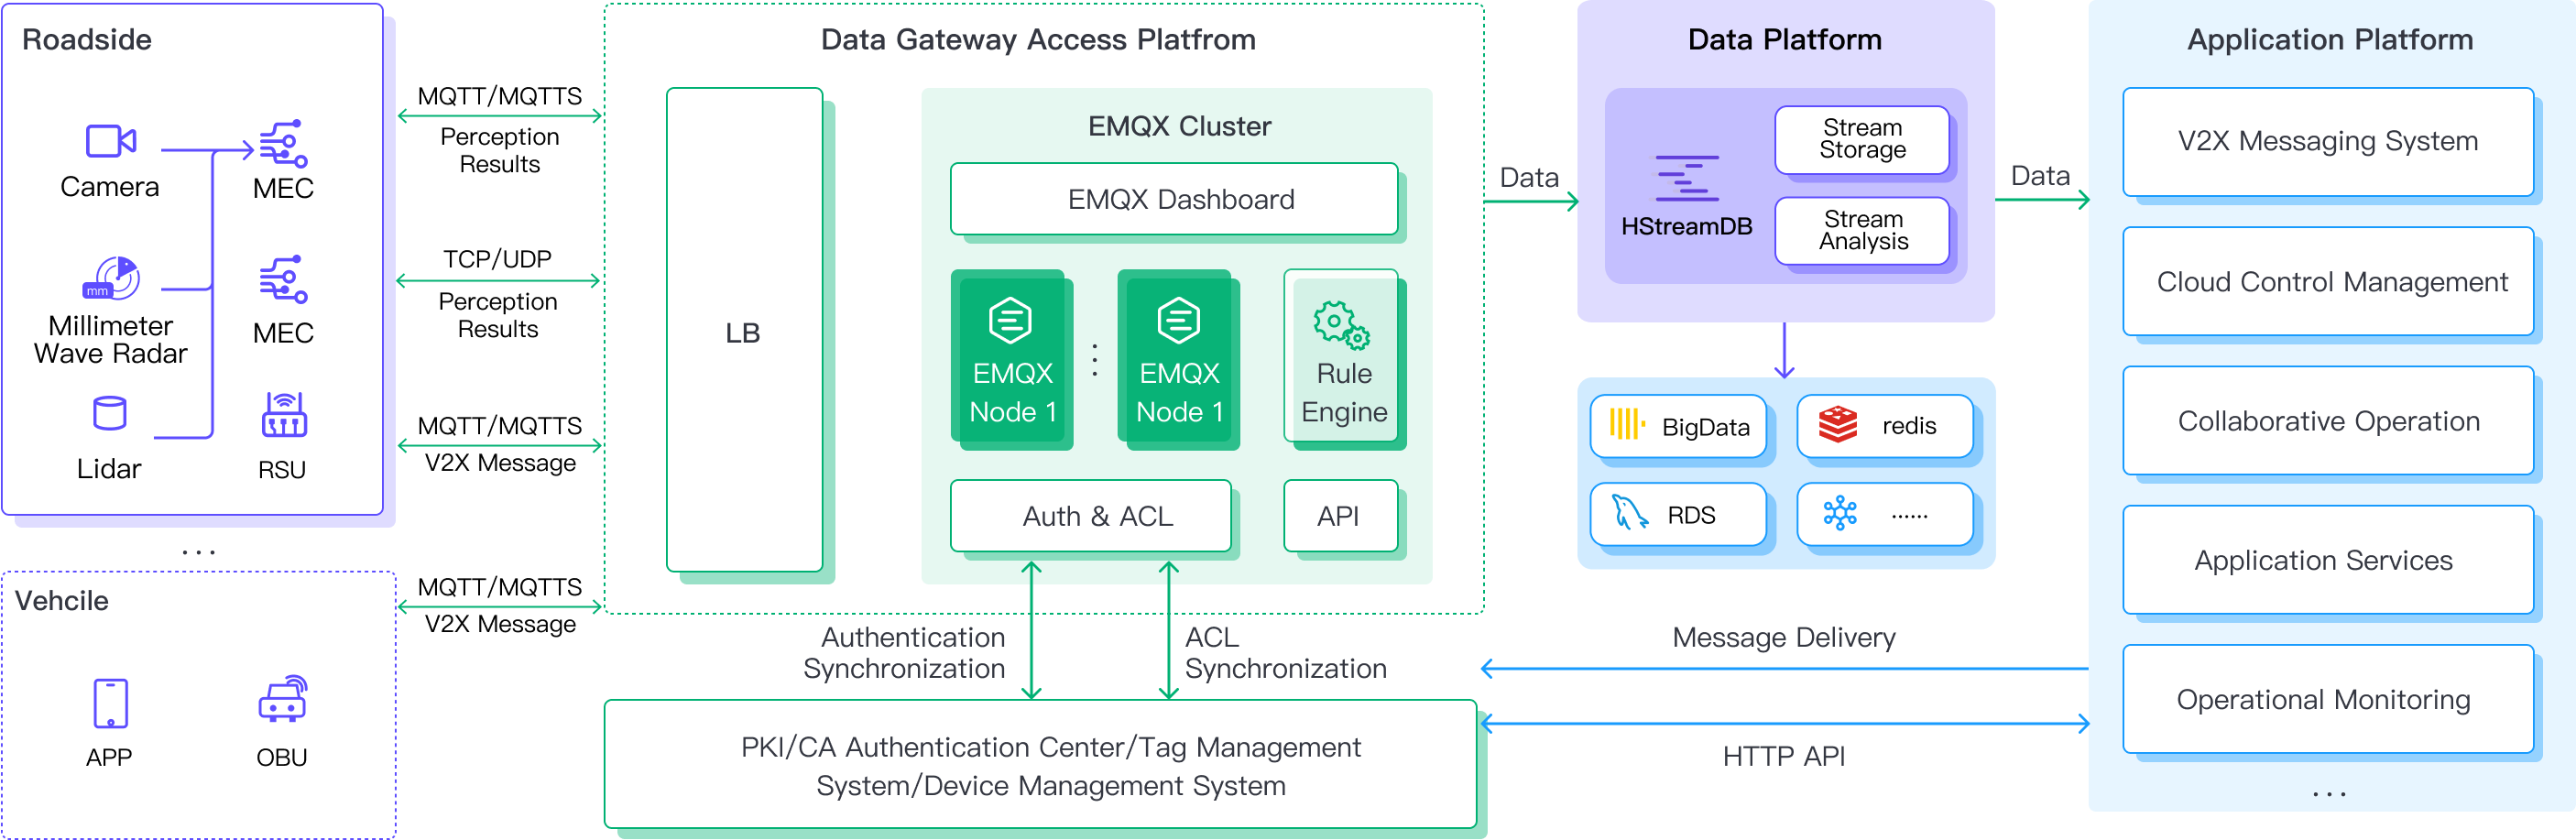 Roadside
Camera
MEC
mm
Millimeter
Wave Radar
MEC
Lidar
RSU
...
Vehcile
APP
OBU
MQTT/MQTTS
Perception
Results
TCP/UDP
Perception
Results
MQTT/MQTTS
V2X Message
MQTT/MQTTS
V2X Message
Data Gateway Access Platfrom
LB
EMQX Cluster
EMQX Dashboard
EMQX
Node 1
⋮
EMQX
Node 1
Rule
Engine
Auth & ACL
API
Authentication
Synchronization
ACL
Synchronization
PKI/CA Authentication Center/Tag Management
System/Device Management System
Data
Data Platform
HStreamDB
Stream
Storage
Stream
Analysis
BigData
redis
RDS
······
Data
Message Delivery
HTTP API
Application Platform
V2X Messaging System
Cloud Control Management
Collaborative Operation
Application Services
Operational Monitoring
...